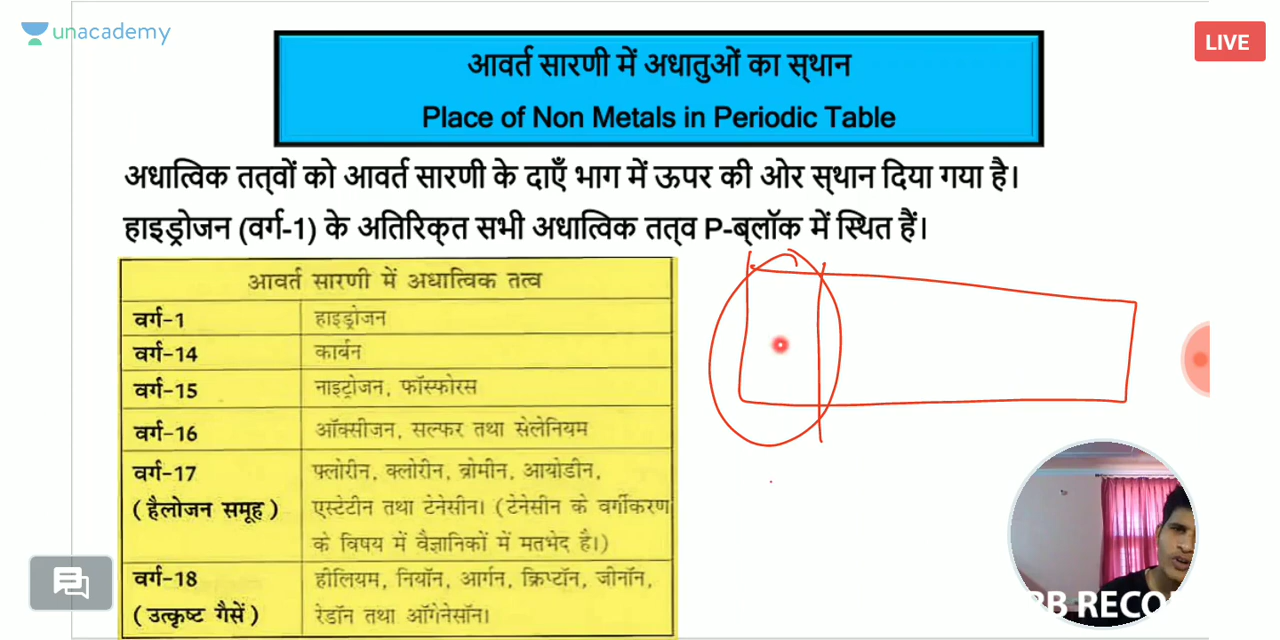 unacademy
LIVE
आवर्त सारणी में अधातुओं का स्थान
Place of Non Metals in Periodic Table
अधात्विक तत्वों को आवर्त सारणी के दाएँ भाग में ऊपर की ओर स्थान दिया गया है।
हाइड्रोजन (वर्ग-1) के अतिरिक्त सभी अधात्विक तत्व P-ब्लॉक में स्थित हैं।
आवर्त सारणी में अधात्विक तत्व
वर्ग-1 हाइड्रोजन
वर्ग-14 कार्बन
वर्ग-15 नाइट्रोजन, फॉस्फोरस
वर्ग-16 ऑक्सीजन, सल्फर तथा सेलेनियम
वर्ग-17 फ्लोरीन, क्लोरीन, ब्रोमीन, आयोडीन,
(हैलोजन समूह) एस्टेटीन तथा टेनेसीन। (टेनेसीन के वर्गीकरण
के विषय में वैज्ञानिकों में मतभेद है।)
वर्ग-18 हीलियम, नियॉन, आर्गन, क्रिप्टॉन, जीनॉन,
(उत्कृष्ट गैसें) रेडॉन तथा ऑगेनेसॉन।